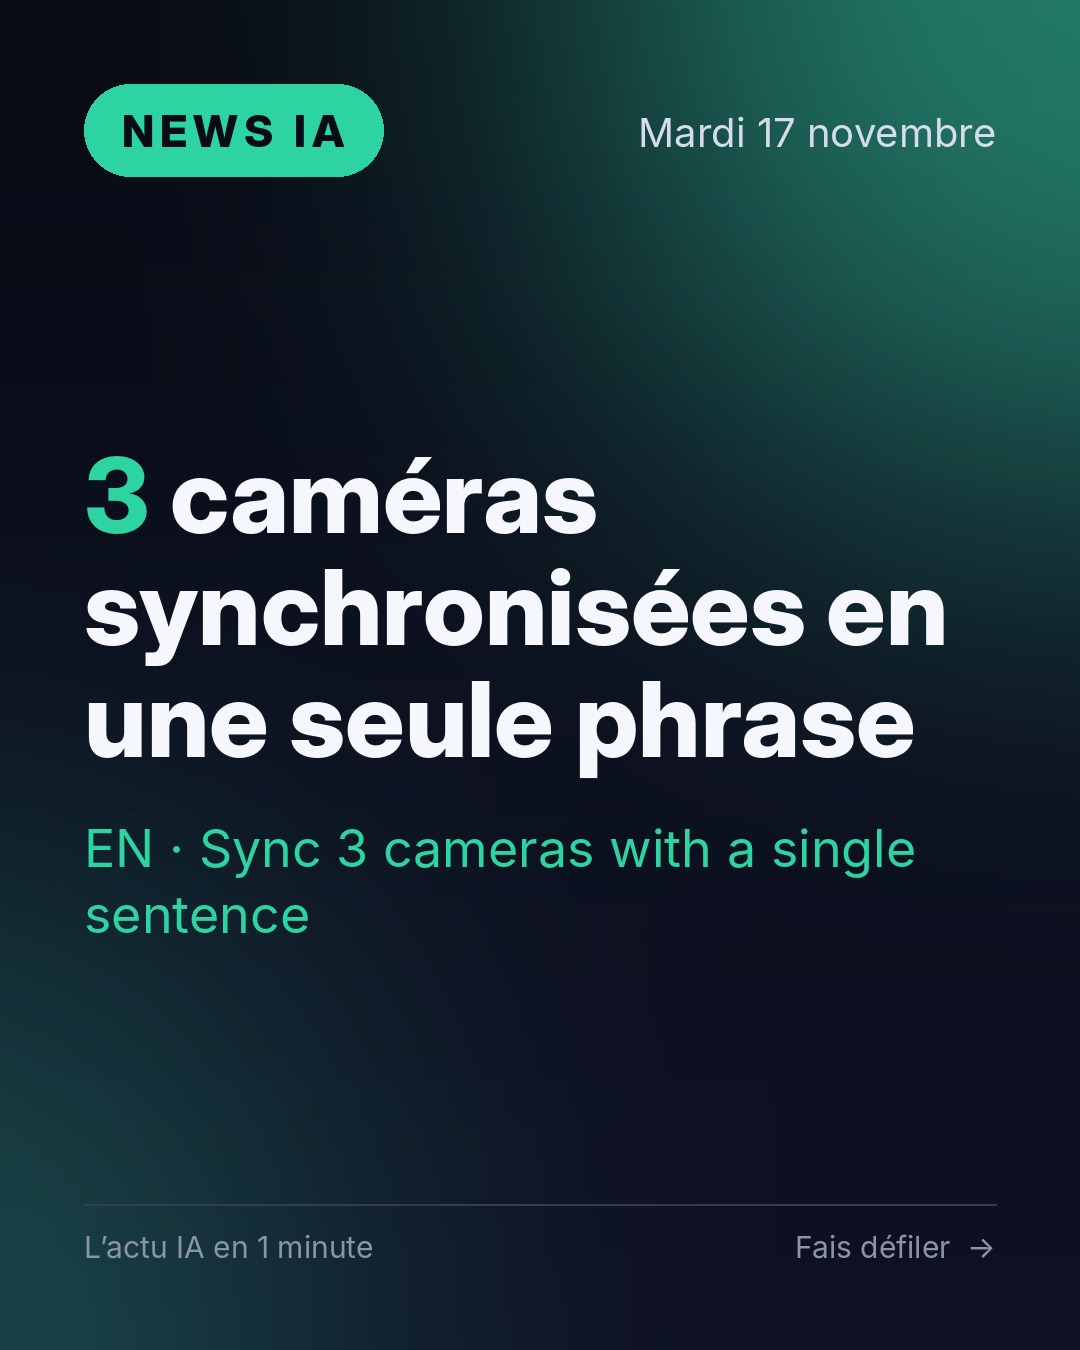 NEWS IA
Mardi 17 novembre
3 caméras
synchronisées en
une seule phrase
EN · Sync 3 cameras with a single
sentence
L’actu IA en 1 minute
Fais défiler →